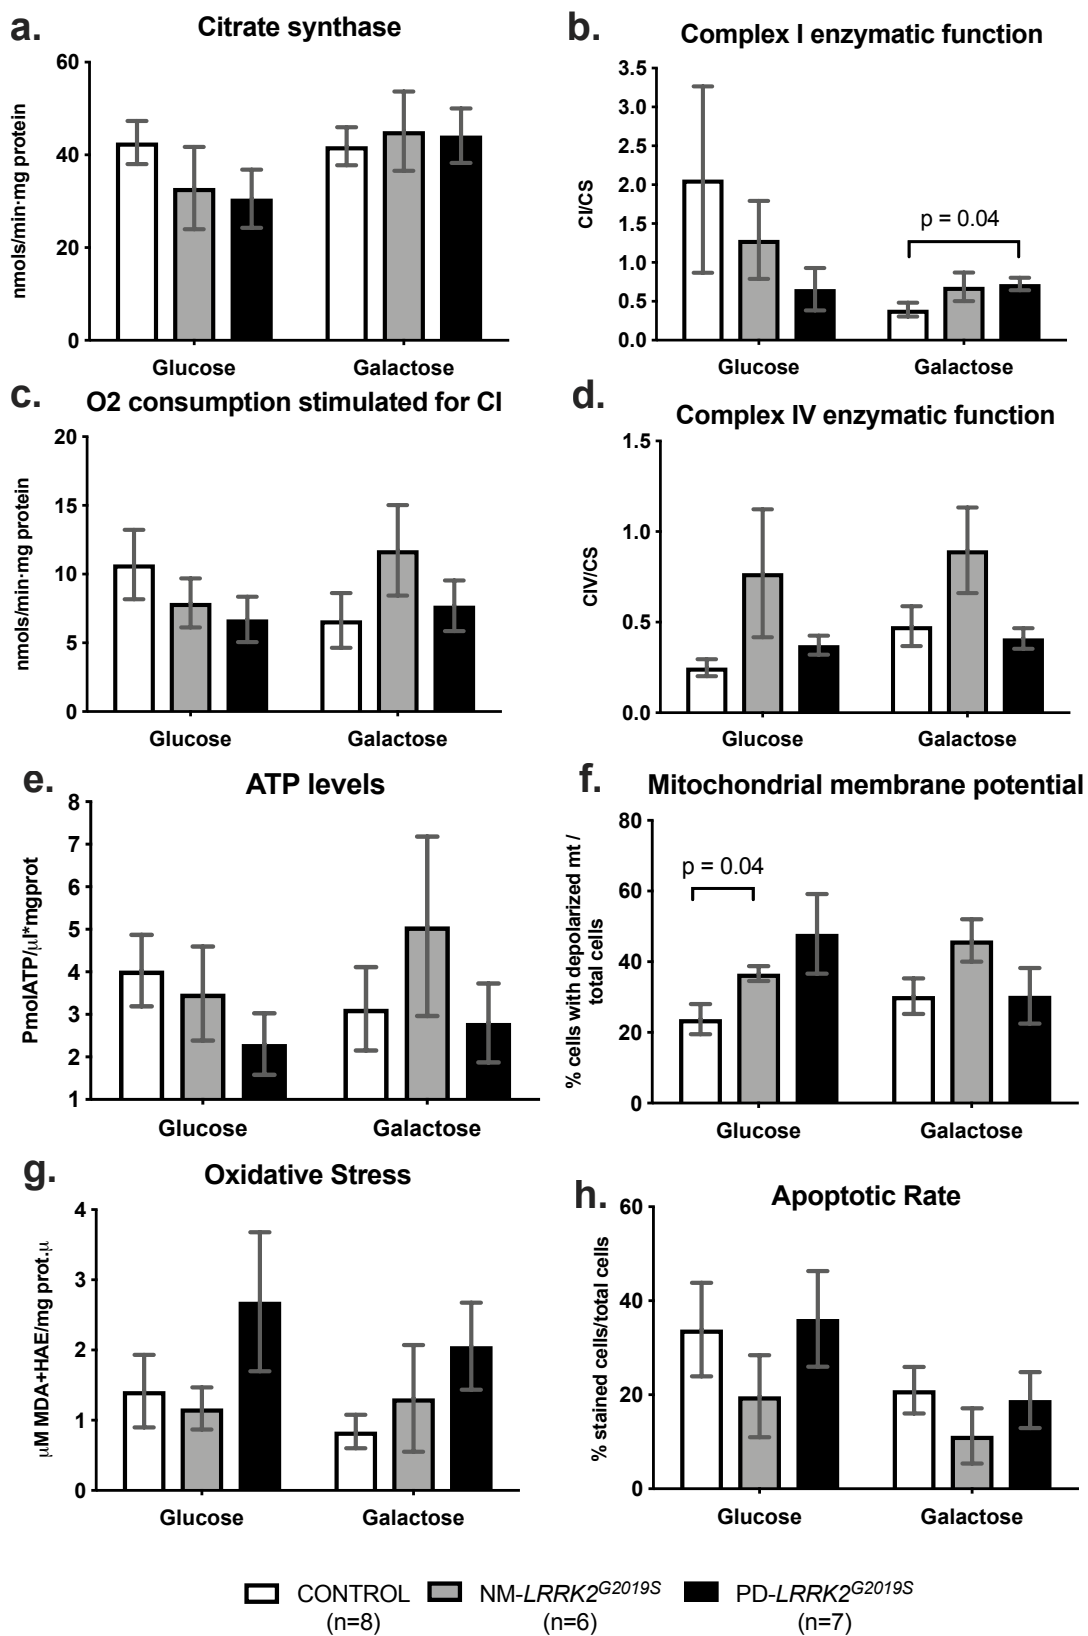 a.
Citrate synthase
nmols/min·mg protein
60
40
20
0
Glucose
Galactose
b.
Complex I enzymatic function
CI/CS
3.5
3.0
2.5
2.0
1.5
1.0
0.5
0.0
p = 0.04
Glucose
Galactose
c.
O2 consumption stimulated for CI
nmols/min·mg protein
20
15
10
5
0
Glucose
Galactose
d.
Complex IV enzymatic function
CIV/CS
1.5
1.0
0.5
0.0
Glucose
Galactose
e.
ATP levels
PmolATP/µl*mgprot
8
7
6
5
4
3
2
1
Glucose
Galactose
f.
Mitochondrial membrane potential
% cells with depolarized mt /
total cells
80
60
40
20
0
p = 0.04
Glucose
Galactose
g.
Oxidative Stress
µM MDA+HAE/mg prot.µ
4
3
2
1
0
Glucose
Galactose
h.
Apoptotic Rate
% stained cells/total cells
60
40
20
0
Glucose
Galactose
CONTROL
(n=8)
NM-LRRK2G2019S
(n=6)
PD-LRRK2G2019S
(n=7)